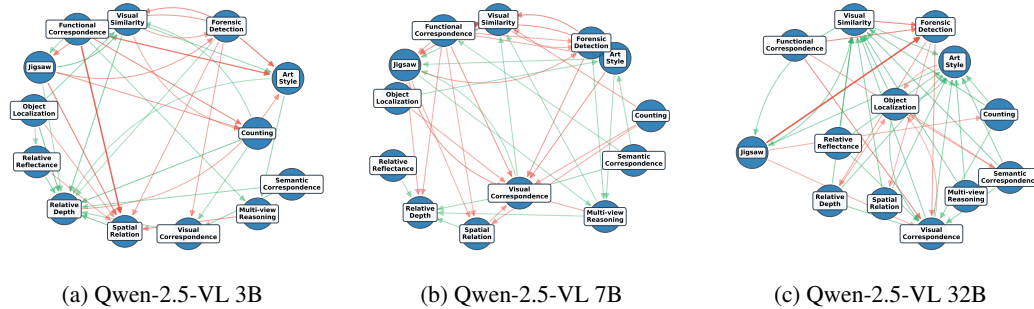 Visual
Similarity
Forensic
Detection
Functional
Correspondence
Jigsaw
Art
Style
Object
Localization
Counting
Relative
Reflectance
Semantic
Correspondence
Relative
Depth
Multi-view
Reasoning
Spatial
Relation
Visual
Correspondence
(a) Qwen-2.5-VL 3B
Visual
Similarity
Functional
Correspondence
Forensic
Detection
Art
Style
Jigsaw
Object
Localization
Counting
Semantic
Correspondence
Relative
Reflectance
Visual
Correspondence
Relative
Depth
Multi-view
Reasoning
Spatial
Relation
(b) Qwen-2.5-VL 7B
Visual
Similarity
Forensic
Detection
Functional
Correspondence
Art
Style
Object
Localization
Counting
Relative
Reflectance
Jigsaw
Semantic
Correspondence
Relative
Depth
Spatial
Relation
Multi-view
Reasoning
Visual
Correspondence
(c) Qwen-2.5-VL 32B